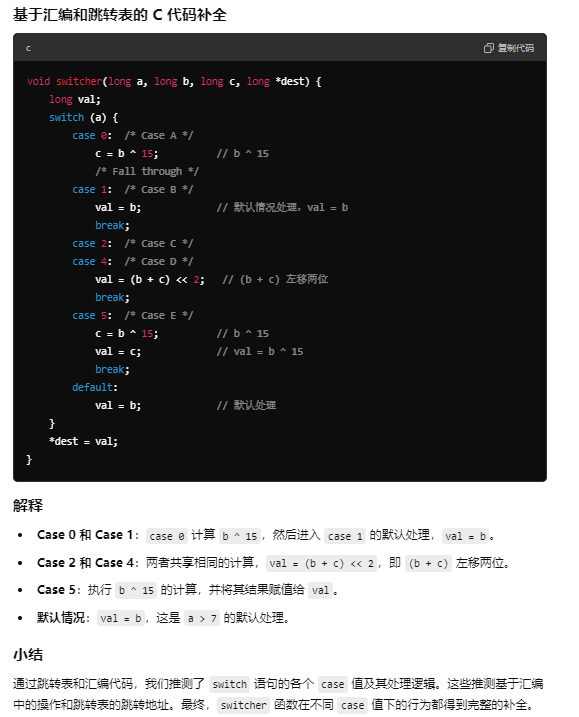 基于汇编和跳转表的 C 代码补全
c 复制代码
void switcher(long a, long b, long c, long *dest) {
    long val;
    switch (a) {
        case 0:  /* Case A */
            c = b ^ 15;         // b ^ 15
            /* Fall through */
        case 1:  /* Case B */
            val = b;            // 默认情况处理，val = b
            break;
        case 2:  /* Case C */
        case 4:  /* Case D */
            val = (b + c) << 2;   // (b + c) 左移两位
            break;
        case 5:  /* Case E */
            c = b ^ 15;         // b ^ 15
            val = c;            // val = b ^ 15
            break;
        default:
            val = b;            // 默认处理
    }
    *dest = val;
}
解释
• Case 0 和 Case 1：case 0 计算 b ^ 15，然后进入 case 1 的默认处理，val = b。
• Case 2 和 Case 4：两者共享相同的计算，val = (b + c) << 2，即 (b + c) 左移两位。
• Case 5：执行 b ^ 15 的计算，并将其结果赋值给 val。
• 默认情况：val = b，这是 a > 7 的默认处理。
小结
通过跳转表和汇编代码，我们推测了 switch 语句的各个 case 值及其处理逻辑。这些推测基于汇编
中的操作和跳转表的跳转地址。最终，switcher 函数在不同 case 值下的行为都得到完整的补全。